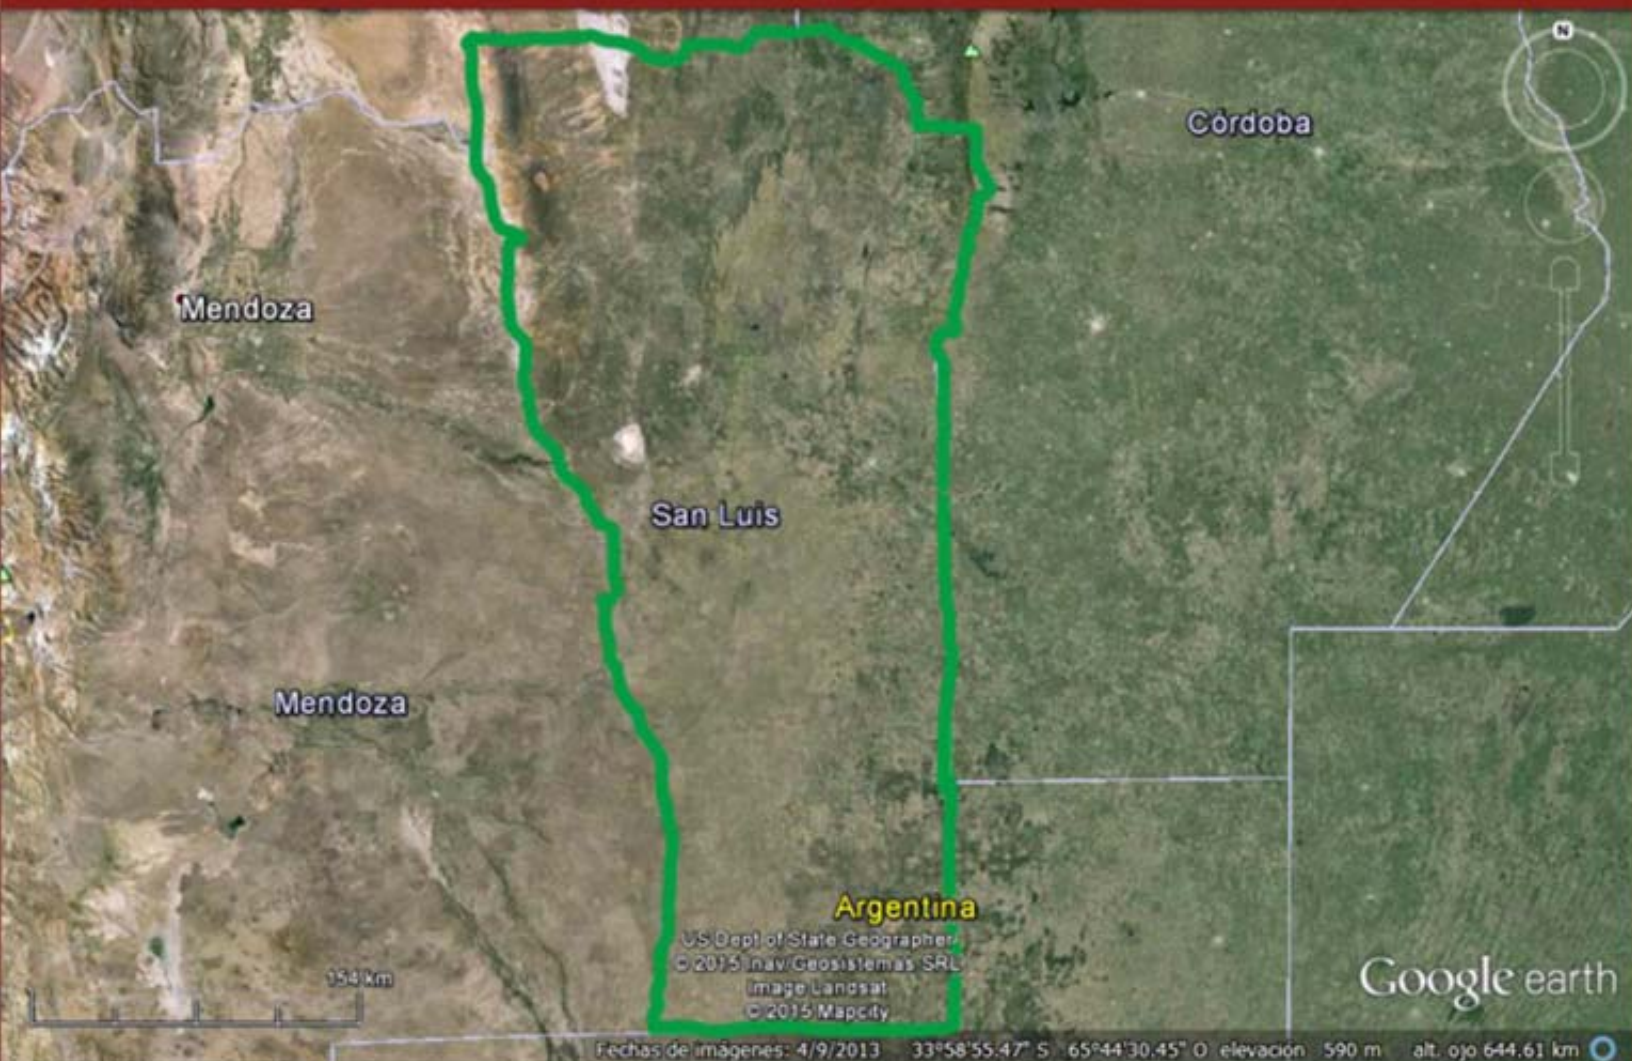 N
Córdoba
Mendoza
San Luis
Mendoza
Argentina
US Dept of State Geographer
© 2015 Inav/Geosistemas SRL
Image Landsat
© 2015 Mapcity
154 km
Google earth
Fechas de imágenes: 4/9/2013 33°58'55.47" S 65°44'30.45" O elevación 590 m alt. ojo 644.61 km